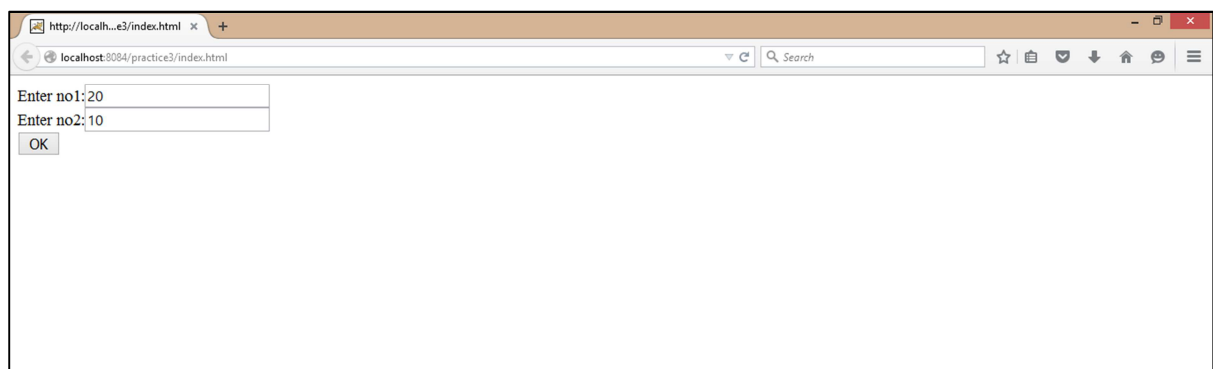 http://localh...e3/index.html
localhost:8084/practice3/index.html
Search
Enter no1: 20
Enter no2: 10
OK